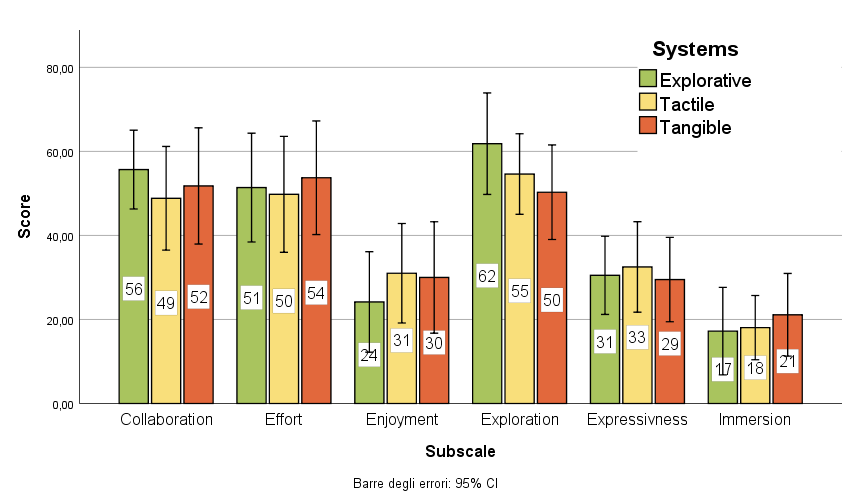 Systems
Explorative
Tactile
Tangible
80,00
60,00
40,00
20,00
0,00
Score
56
49
52
51
50
54
24
31
30
62
55
50
31
33
29
17
18
21
Collaboration
Effort
Enjoyment
Exploration
Expressivness
Immersion
Subscale
Barre degli errori: 95% CI